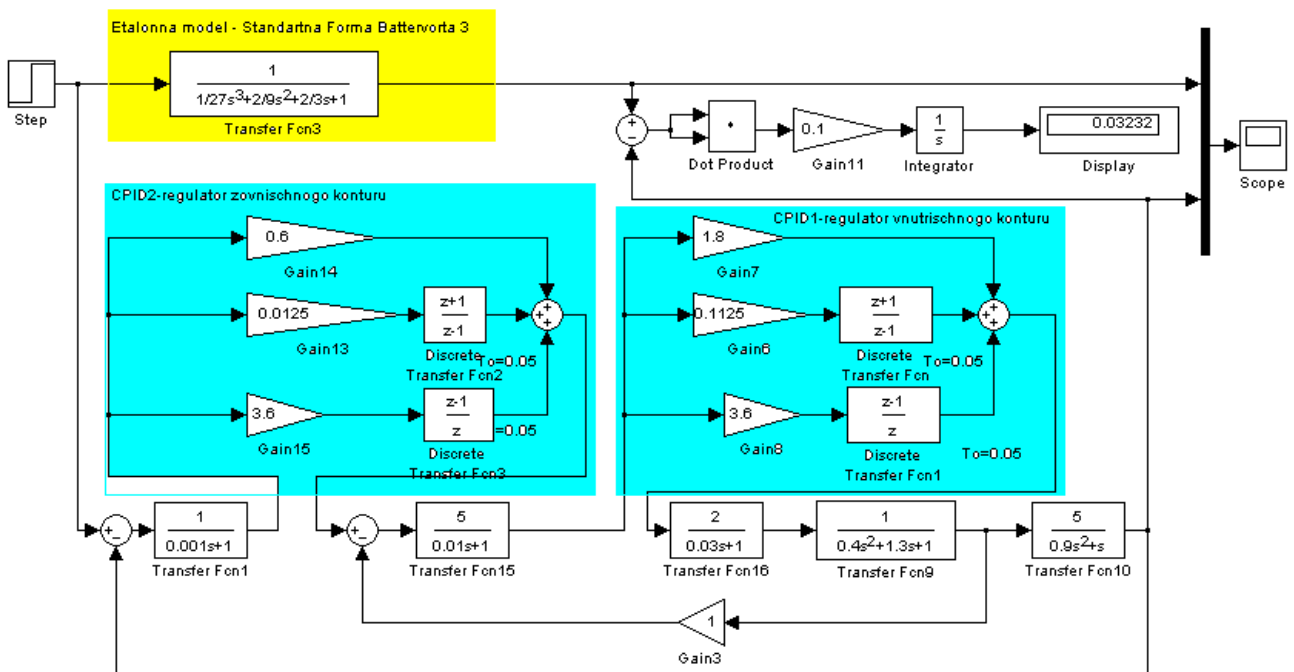 Etalonna model - Standartna Forma Battervorta 3
1
1/27s3+2/9s2+2/3s+1
Transfer Fcn3
Step
+
−
Dot Product
0.1
Gain11
1
s
Integrator
0.03232
Display
Scope
CPID2-regulator zovnischnogo konturu
0.6
Gain14
0.0125
Gain13
z+1
z-1
Discrete
Transfer Fcn2
To=0.05
+
+
+
3.6
Gain15
z-1
z
Discrete
Transfer Fcn3
=0.05
CPID1-regulator vnutrischnogo konturu
1.8
Gain7
0.1125
Gain6
z+1
z-1
Discrete
Transfer Fcn
To=0.05
+
+
+
3.6
Gain8
z-1
z
Discrete
Transfer Fcn1
To=0.05
+
−
1
0.001s+1
Transfer Fcn1
+
−
5
0.01s+1
Transfer Fcn15
2
0.03s+1
Transfer Fcn16
1
0.4s2+1.3s+1
Transfer Fcn9
5
0.9s2+s
Transfer Fcn10
1
Gain3